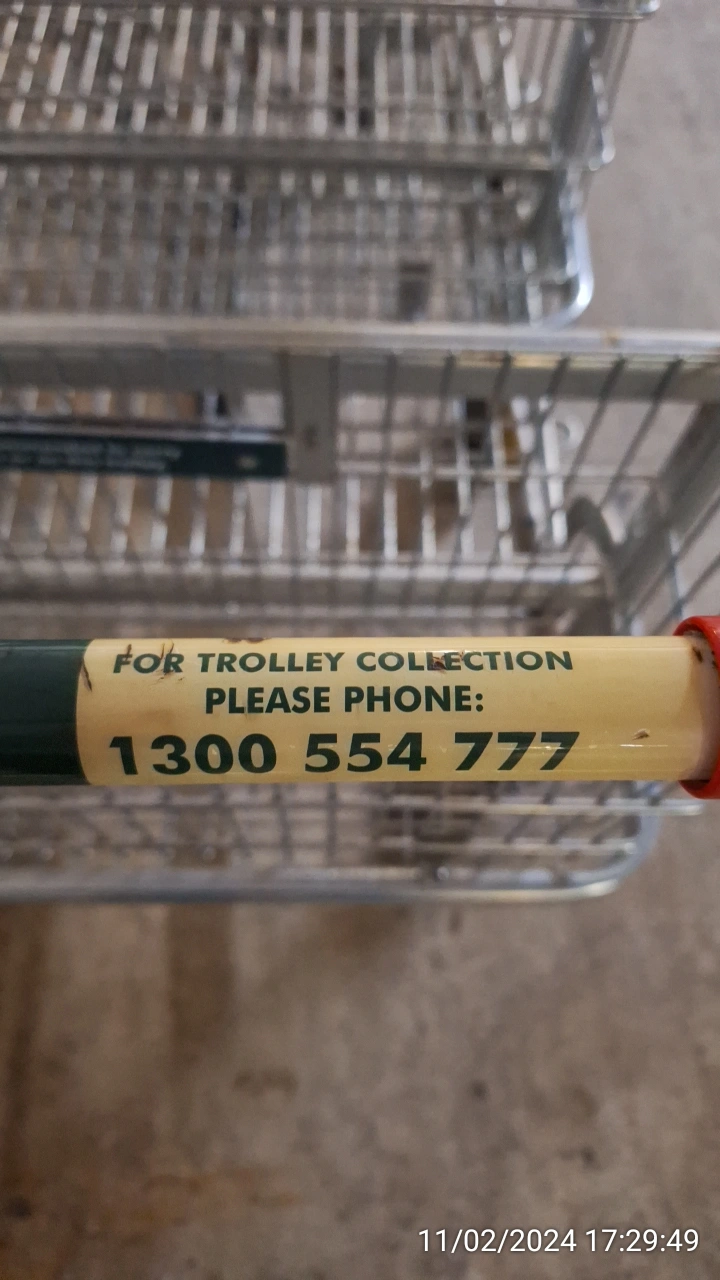 FOR TROLLEY COLLECTION
PLEASE PHONE:
1300 554 777
11/02/2024 17:29:49